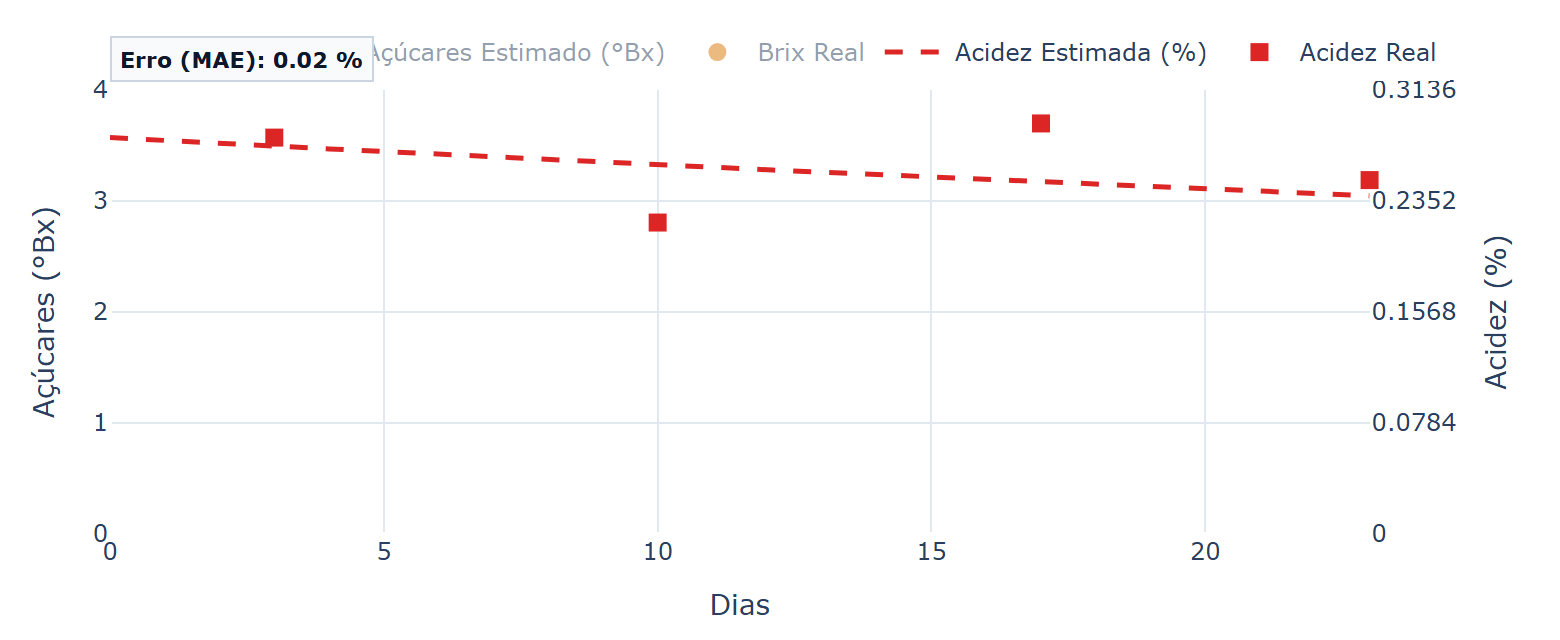 Erro (MAE): 0.02 %
Açúcares Estimado (°Bx)
Brix Real
Acidez Estimada (%)
Acidez Real
4
3
2
1
0
Açúcares (°Bx)
0.3136
0.2352
0.1568
0.0784
0
Acidez (%)
0
5
10
15
20
Dias